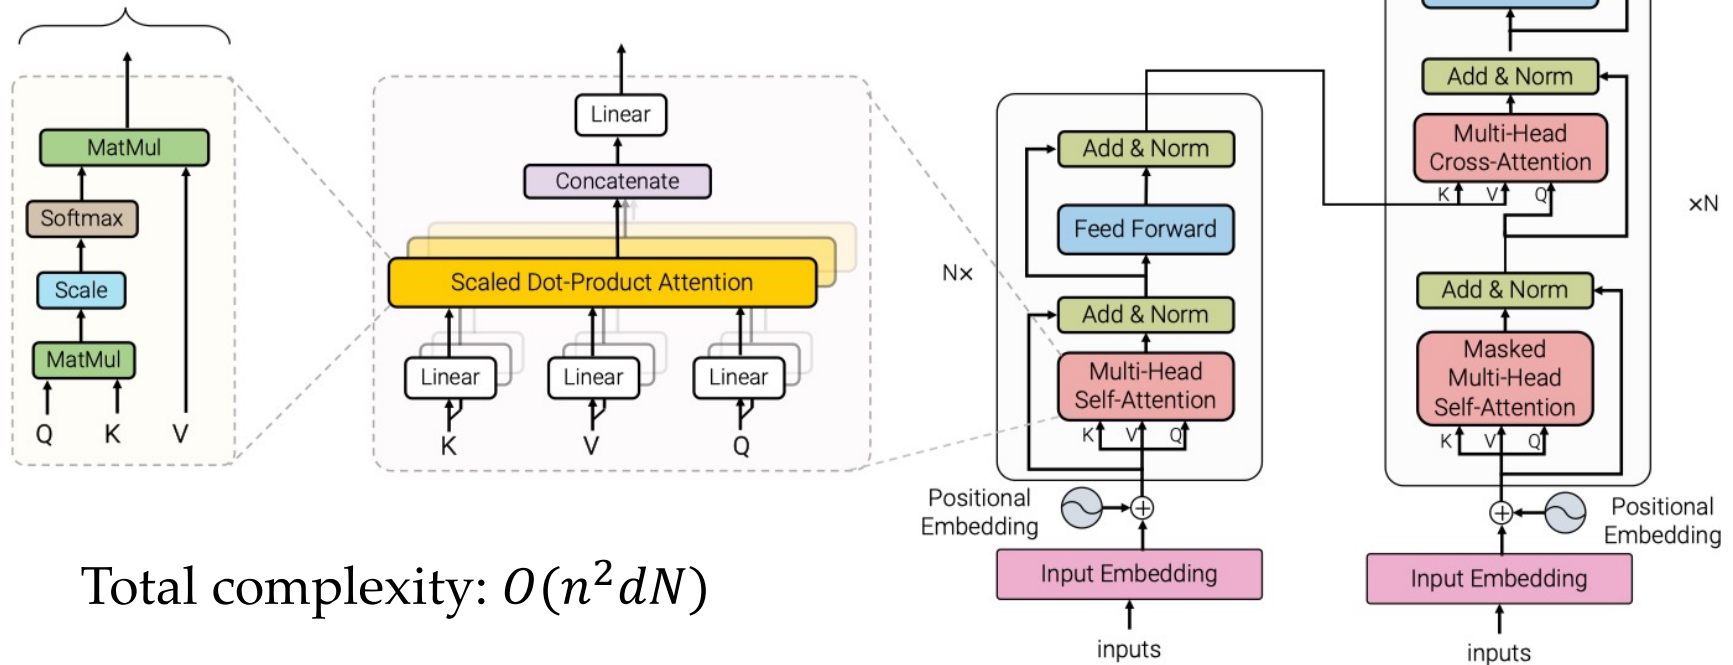 MatMul
Softmax
Scale
MatMul
Q K V
Linear
Concatenate
Scaled Dot-Product Attention
Linear Linear Linear
K V Q
Add & Norm
Feed Forward
N×
Add & Norm
Multi-Head
Self-Attention
K V Q
Positional
Embedding
Input Embedding
inputs
Add & Norm
Multi-Head
Cross-Attention
K V Q
×N
Add & Norm
Masked
Multi-Head
Self-Attention
K V Q
Positional
Embedding
Input Embedding
inputs
Total complexity: O(n²dN)